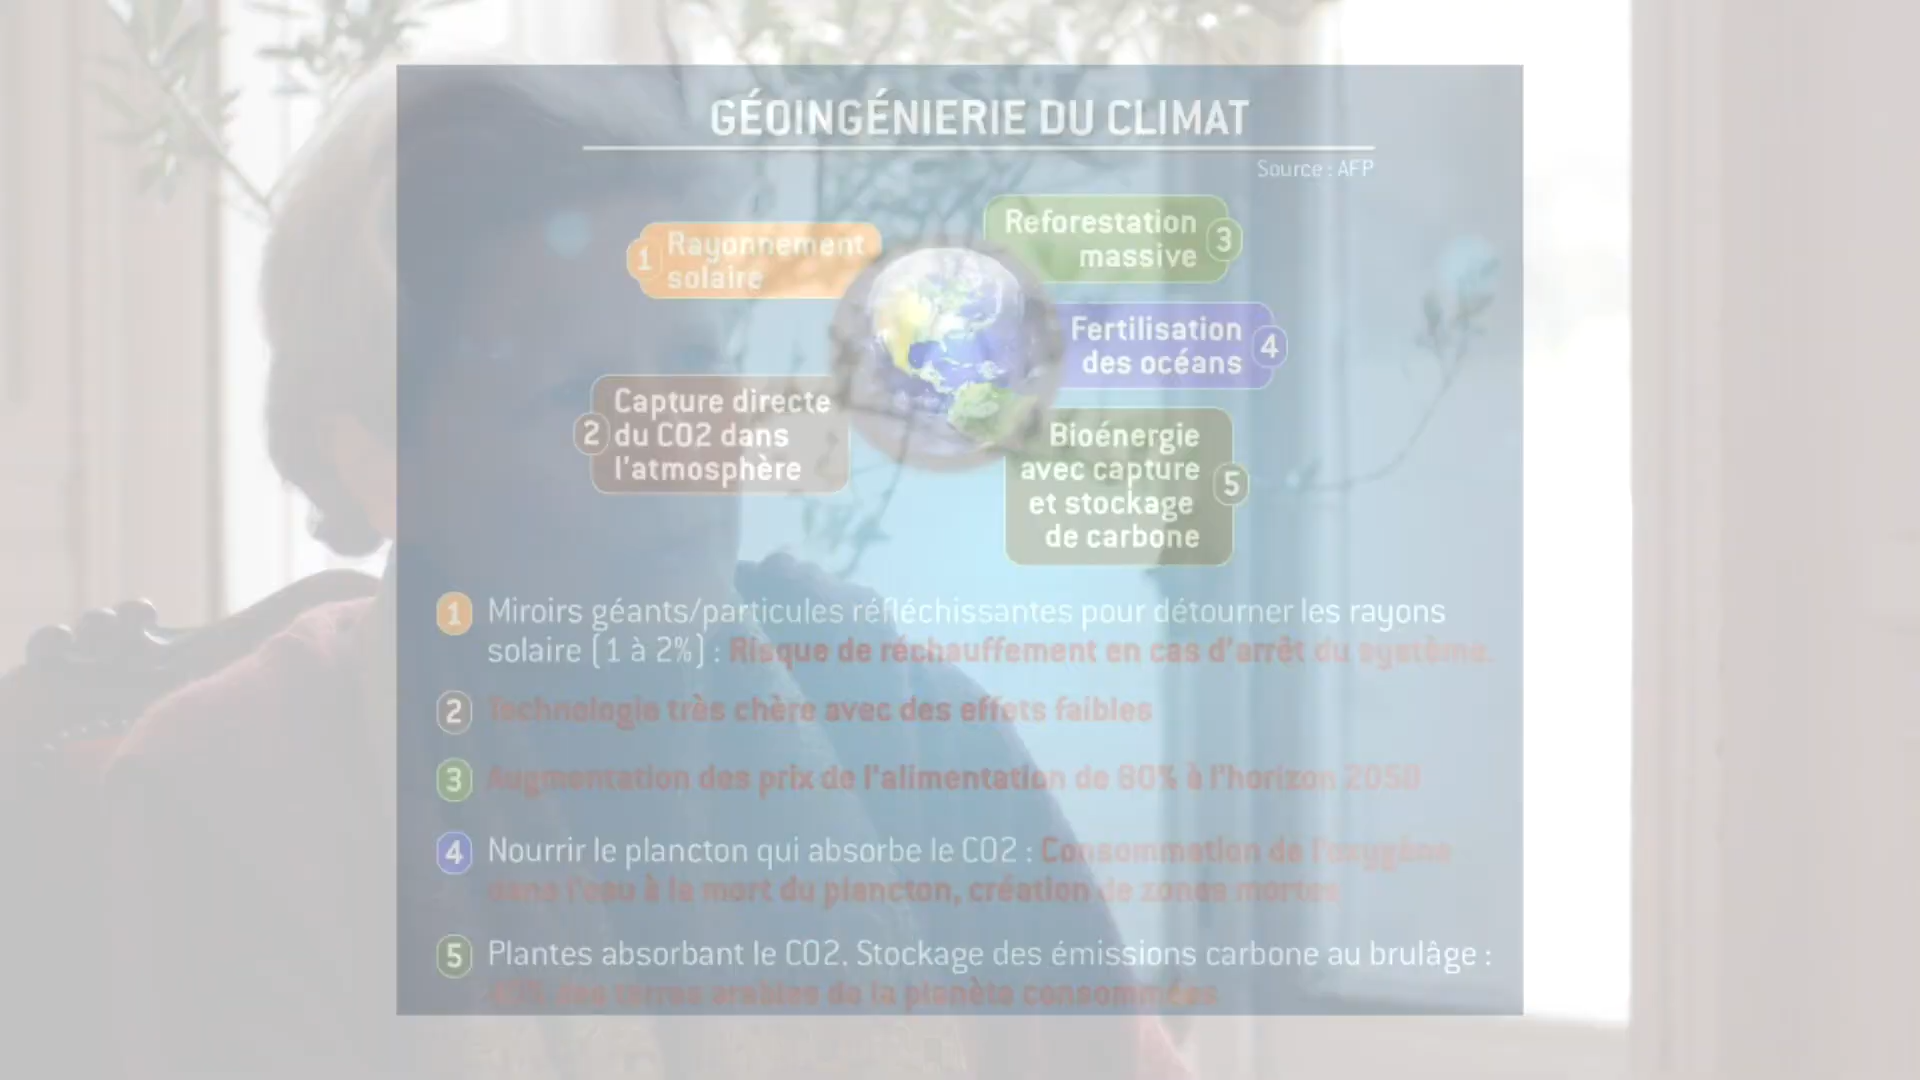 GÉOINGÉNIERIE DU CLIMAT
Source : AFP
1 Rayonnement
solaire
Reforestation
massive 3
Fertilisation
des océans 4
Capture directe
2 du CO2 dans
l'atmosphère
Bioénergie
avec capture
et stockage 5
de carbone
1 Miroirs géants/particules réfléchissantes pour détourner les rayons
solaire (1 à 2%) : Risque de réchauffement en cas d'arrêt du système.
2 Technologie très chère avec des effets faibles
3 Augmentation des prix de l'alimentation de 80% à l'horizon 2050
4 Nourrir le plancton qui absorbe le CO2 : Consommation de l'oxygène
dans l'eau à la mort du plancton, création de zones mortes
5 Plantes absorbant le CO2. Stockage des émissions carbone au brulâge :
des terres arables de la planète consommées